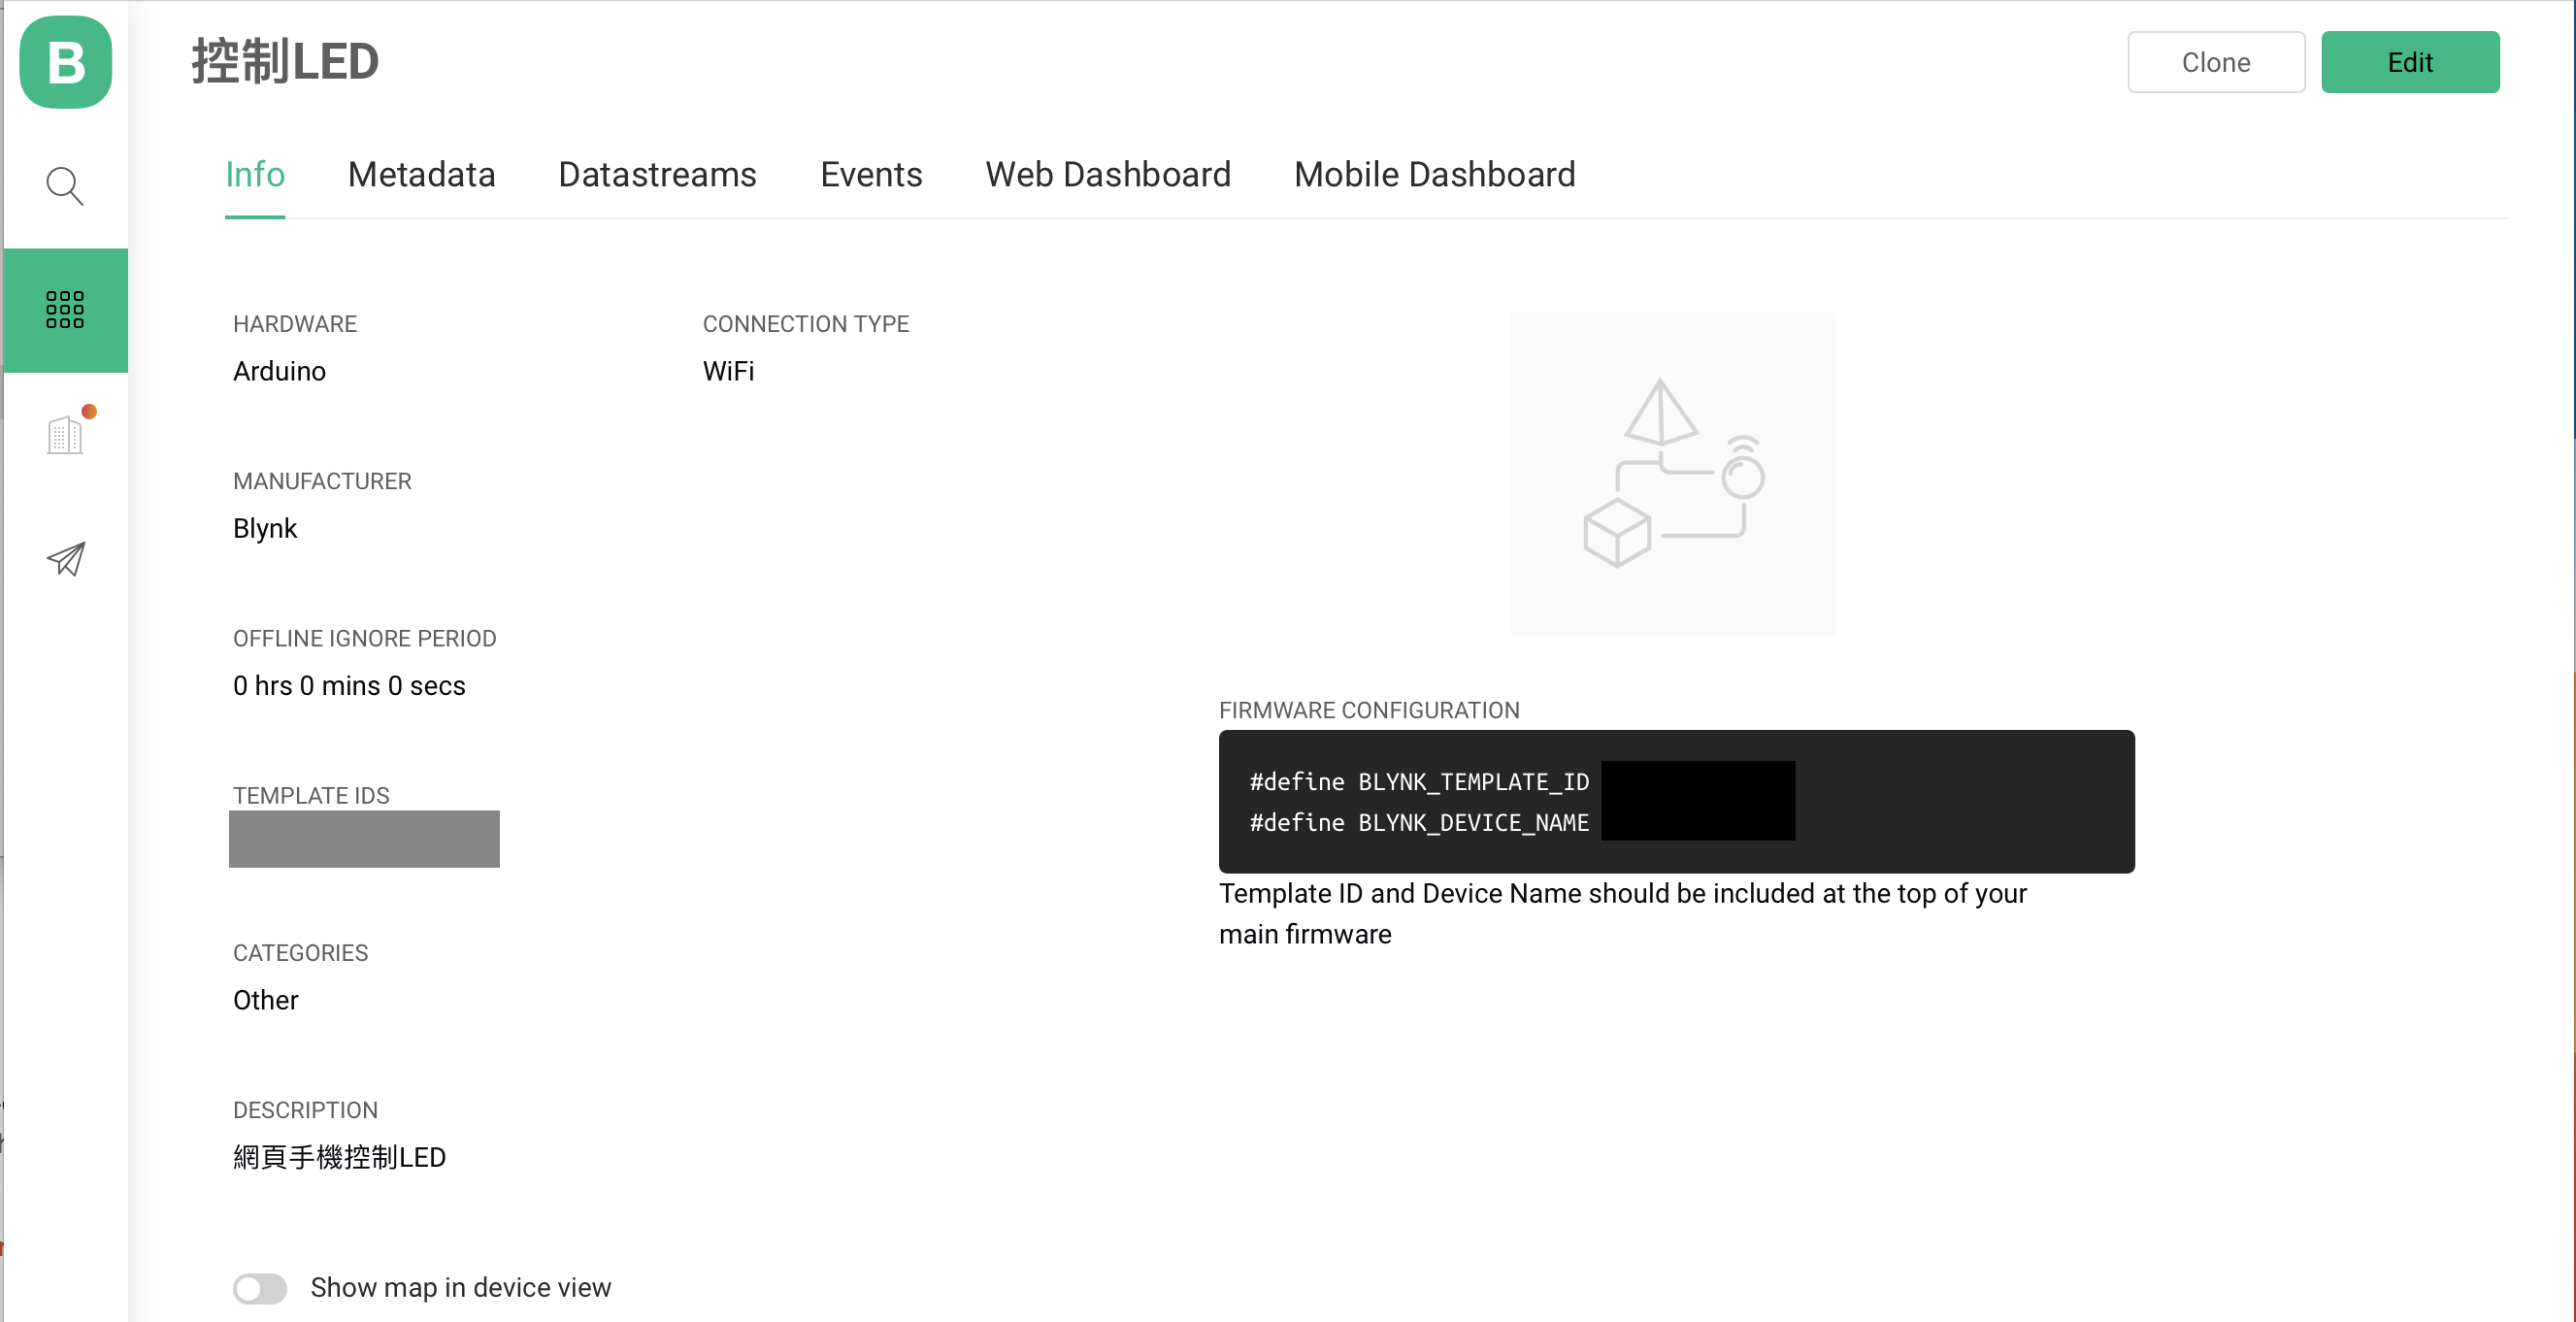 B
控制LED
Clone
Edit
Info
Metadata
Datastreams
Events
Web Dashboard
Mobile Dashboard
HARDWARE
Arduino
CONNECTION TYPE
WiFi
MANUFACTURER
Blynk
OFFLINE IGNORE PERIOD
0 hrs 0 mins 0 secs
TEMPLATE IDS
CATEGORIES
Other
DESCRIPTION
網頁手機控制LED
Show map in device view
FIRMWARE CONFIGURATION
#define BLYNK_TEMPLATE_ID
#define BLYNK_DEVICE_NAME
Template ID and Device Name should be included at the top of your
main firmware